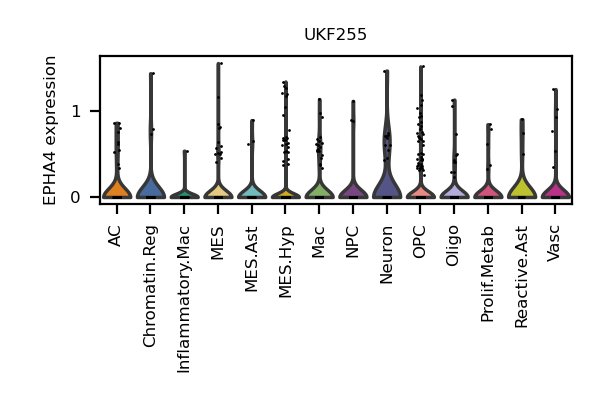 UKF255
EPHA4 expression
1
0
AC
Chromatin.Reg
Inflammatory.Mac
MES
MES.Ast
MES.Hyp
Mac
NPC
Neuron
OPC
Oligo
Prolif.Metab
Reactive.Ast
Vasc